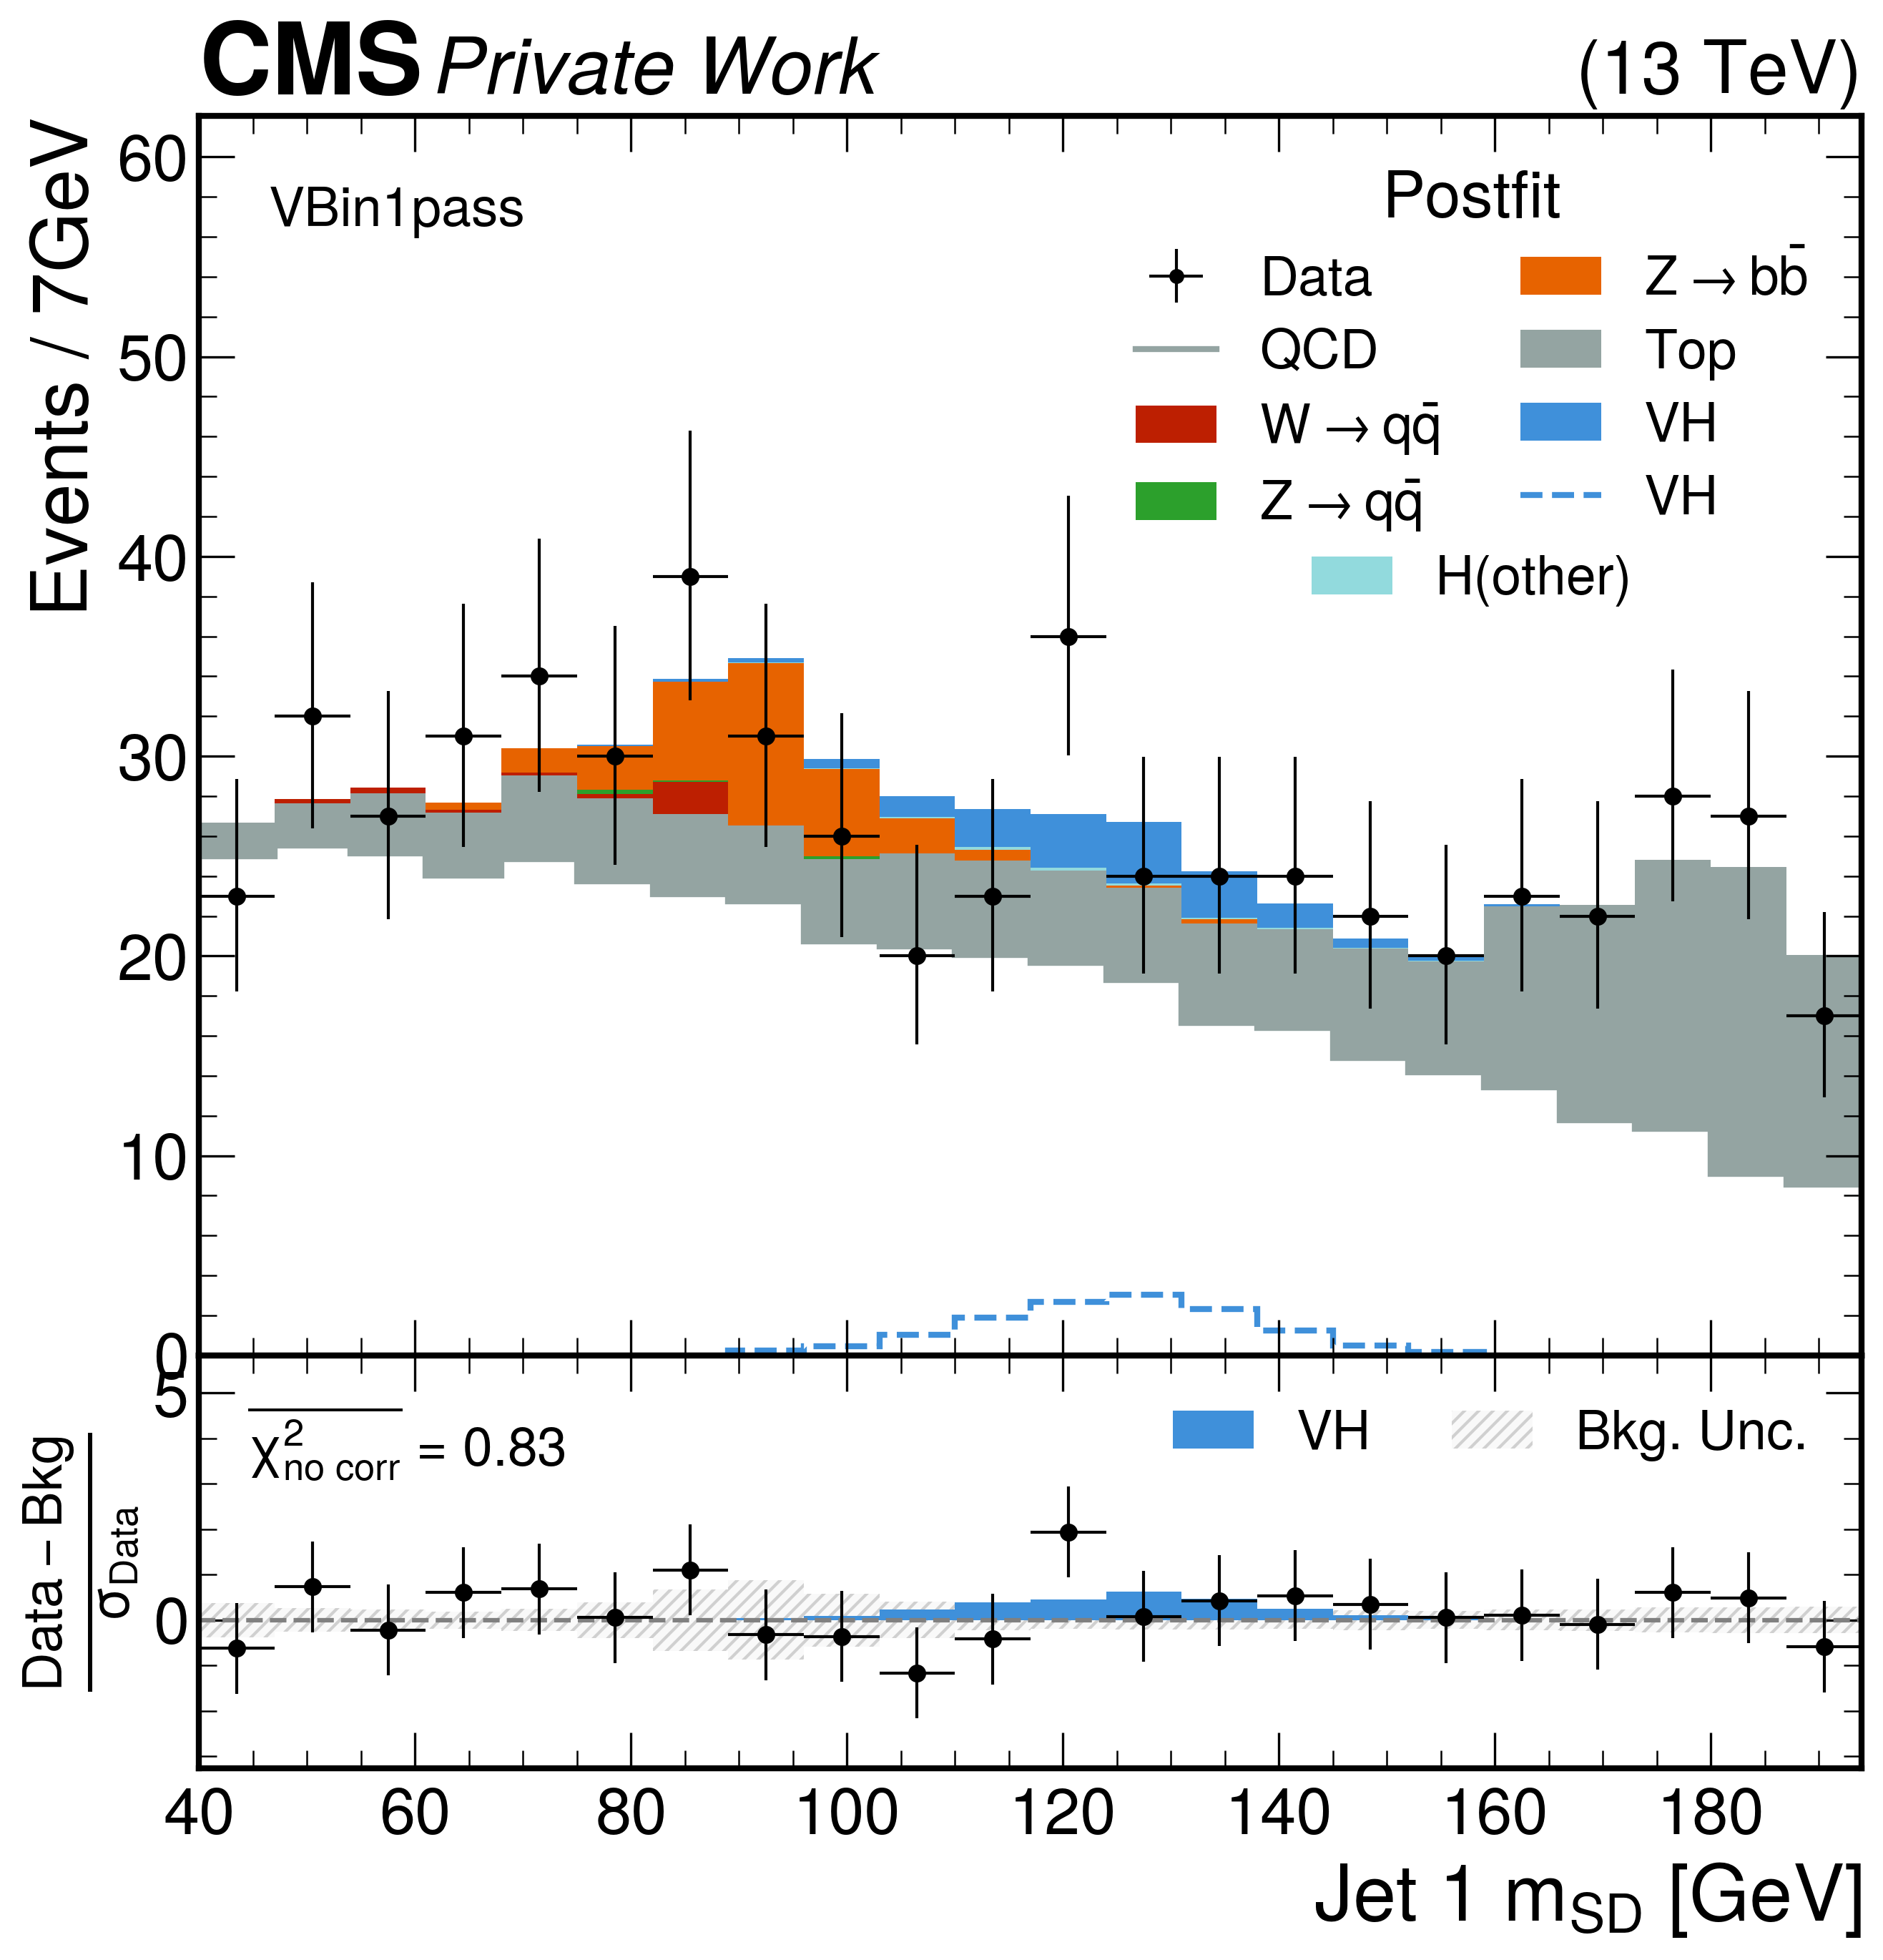 CMS Private Work (13 TeV)
Events / 7GeV
60
50
40
30
20
10
0
VBin1pass
Postfit
Data
QCD
W → qq̄
Z → qq̄
Z → bb̄
Top
VH
VH
H(other)
Data − Bkg
σData
5
0
χ²no corr = 0.83
VH
Bkg. Unc.
40 60 80 100 120 140 160 180
Jet 1 mSD [GeV]